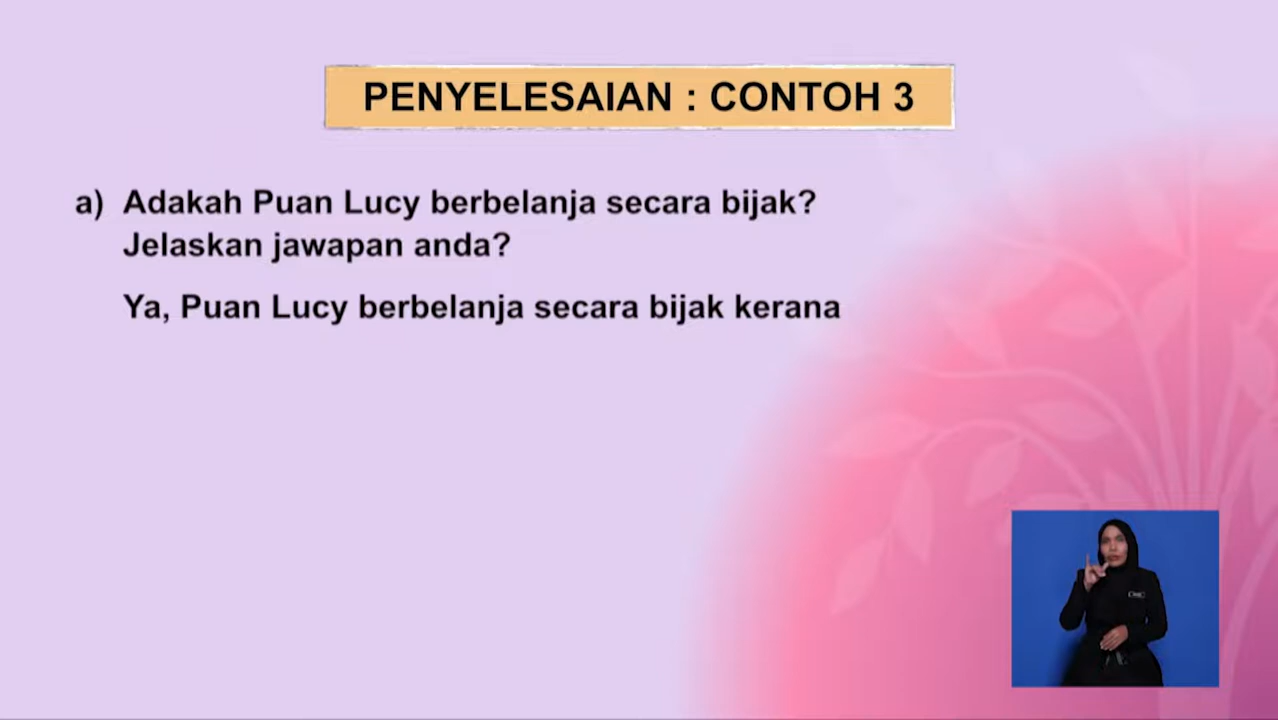 PENYELESAIAN : CONTOH 3
a) Adakah Puan Lucy berbelanja secara bijak?
Jelaskan jawapan anda?
Ya, Puan Lucy berbelanja secara bijak kerana